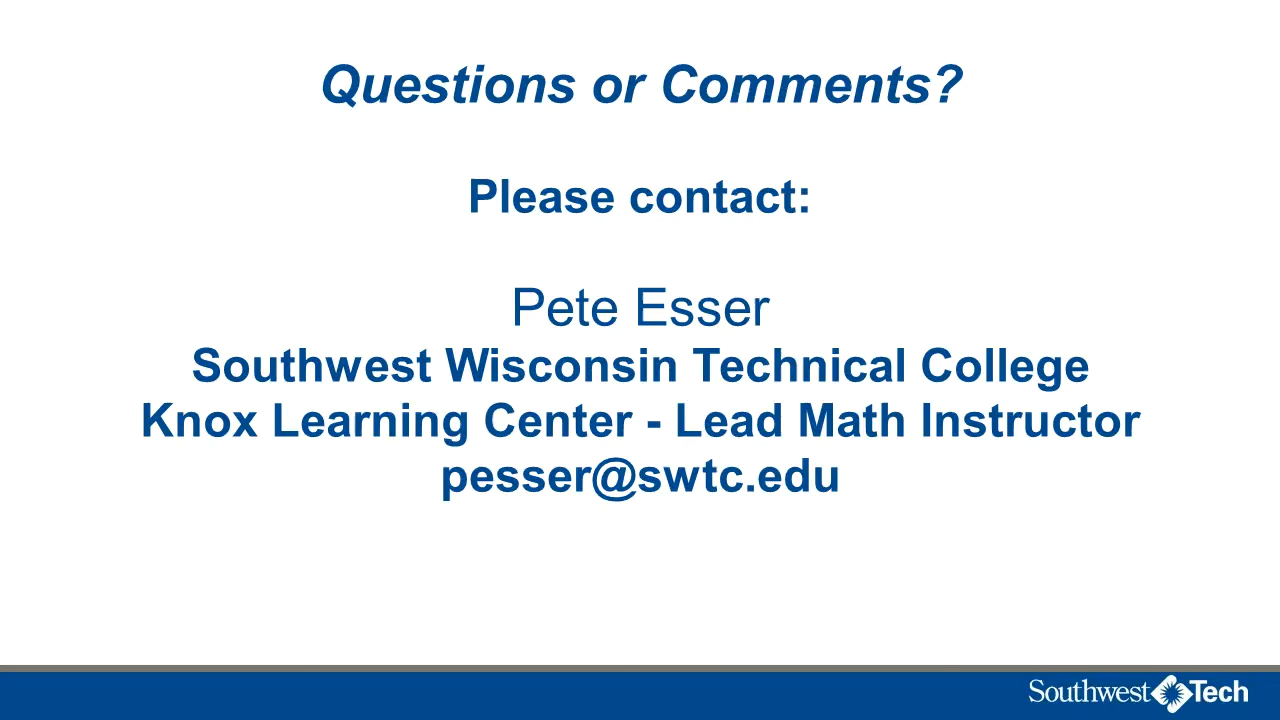 Questions or Comments?
Please contact:
Pete Esser
Southwest Wisconsin Technical College
Knox Learning Center - Lead Math Instructor
pesser@swtc.edu
Southwest Tech